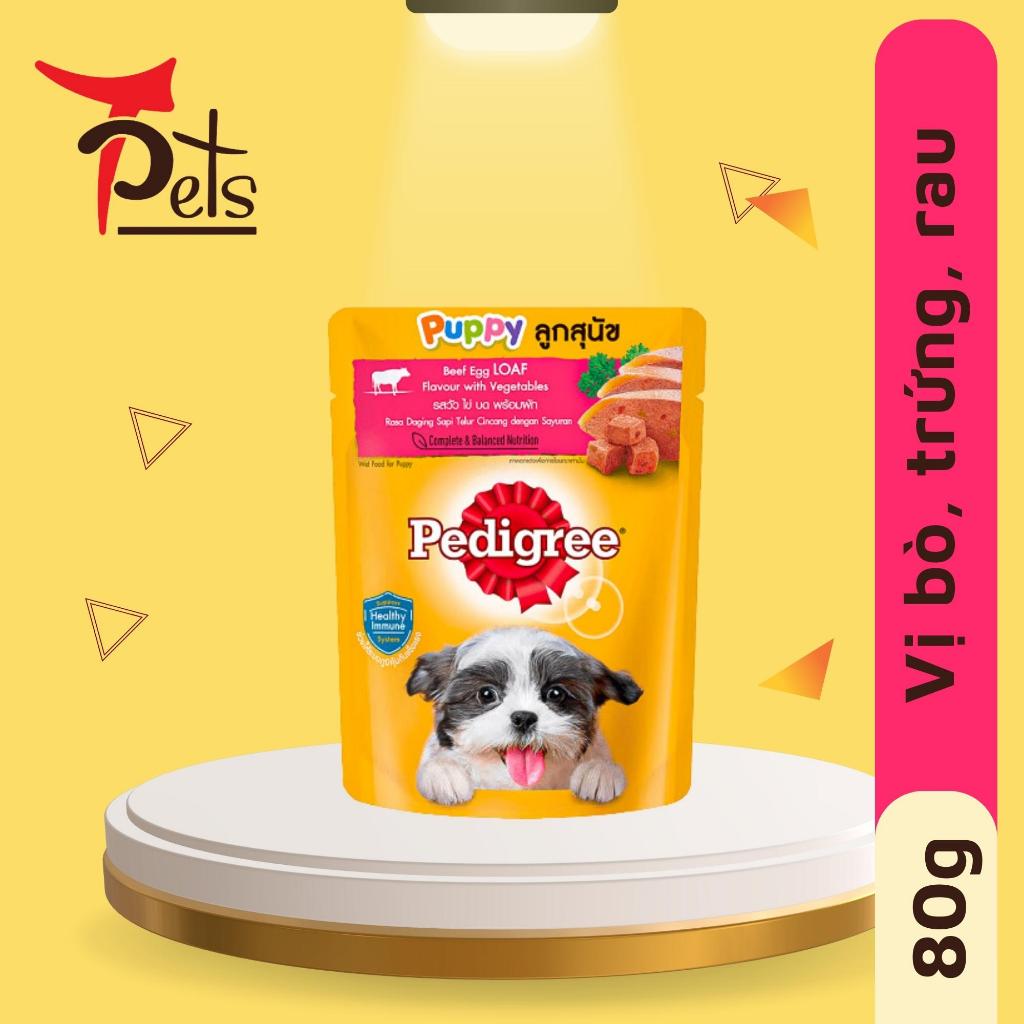 Pets
Puppy ลูกสุนัข
Beef Egg LOAF
Flavour with Vegetables
รสวัว ไข่ บด พร้อมผัก
Rasa Daging Sapi Telur Cincang dengan Sayuran
Complete & Balanced Nutrition
Wet Food for Puppy
Pedigree®
Supports
Healthy
Immune
System
Vị bò, trứng, rau
80g